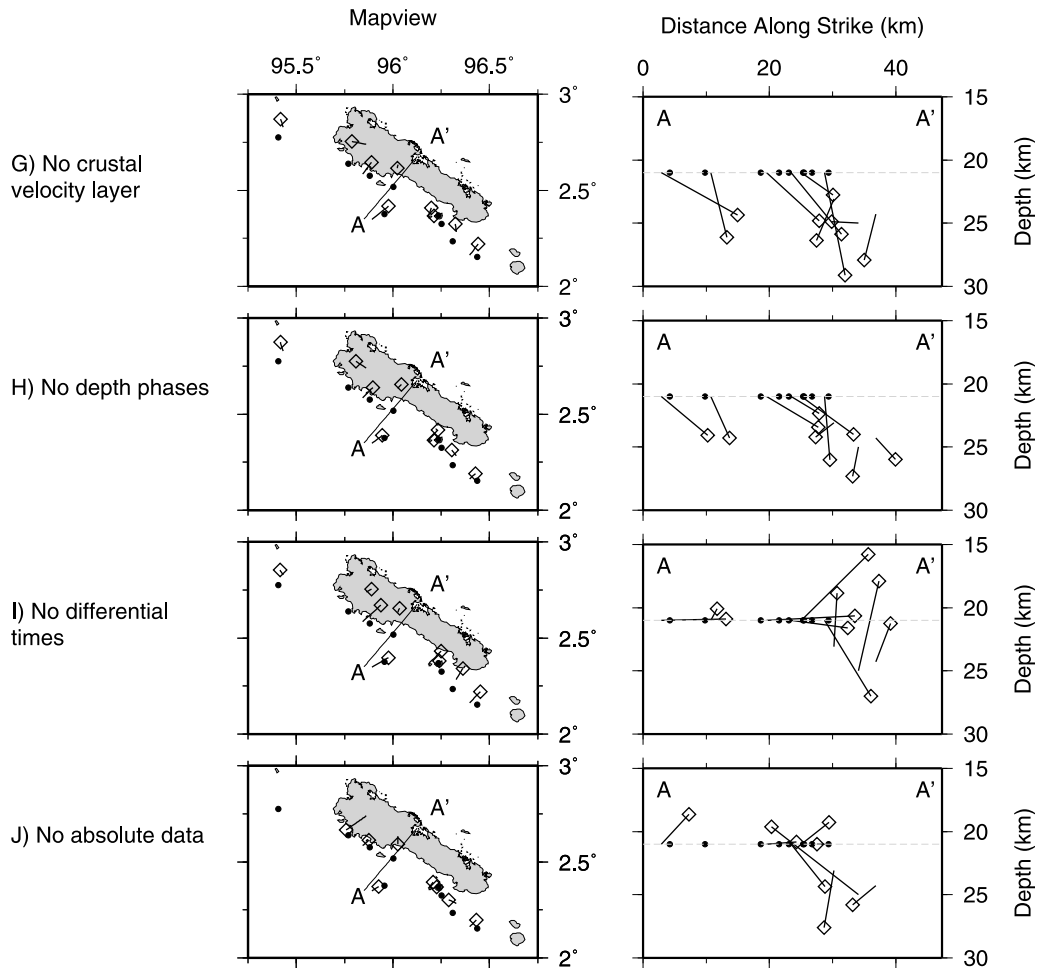 Mapview
Distance Along Strike (km)
95.5˚ 96˚ 96.5˚
0 20 40
G) No crustal
velocity layer
A
A'
3˚
2.5˚
2˚
A
A'
15
20
25
30
Depth (km)
H) No depth phases
A
A'
3˚
2.5˚
2˚
A
A'
15
20
25
30
Depth (km)
I) No differential
times
A
A'
3˚
2.5˚
2˚
A
A'
15
20
25
30
Depth (km)
J) No absolute data
A
A'
3˚
2.5˚
2˚
A
A'
15
20
25
30
Depth (km)